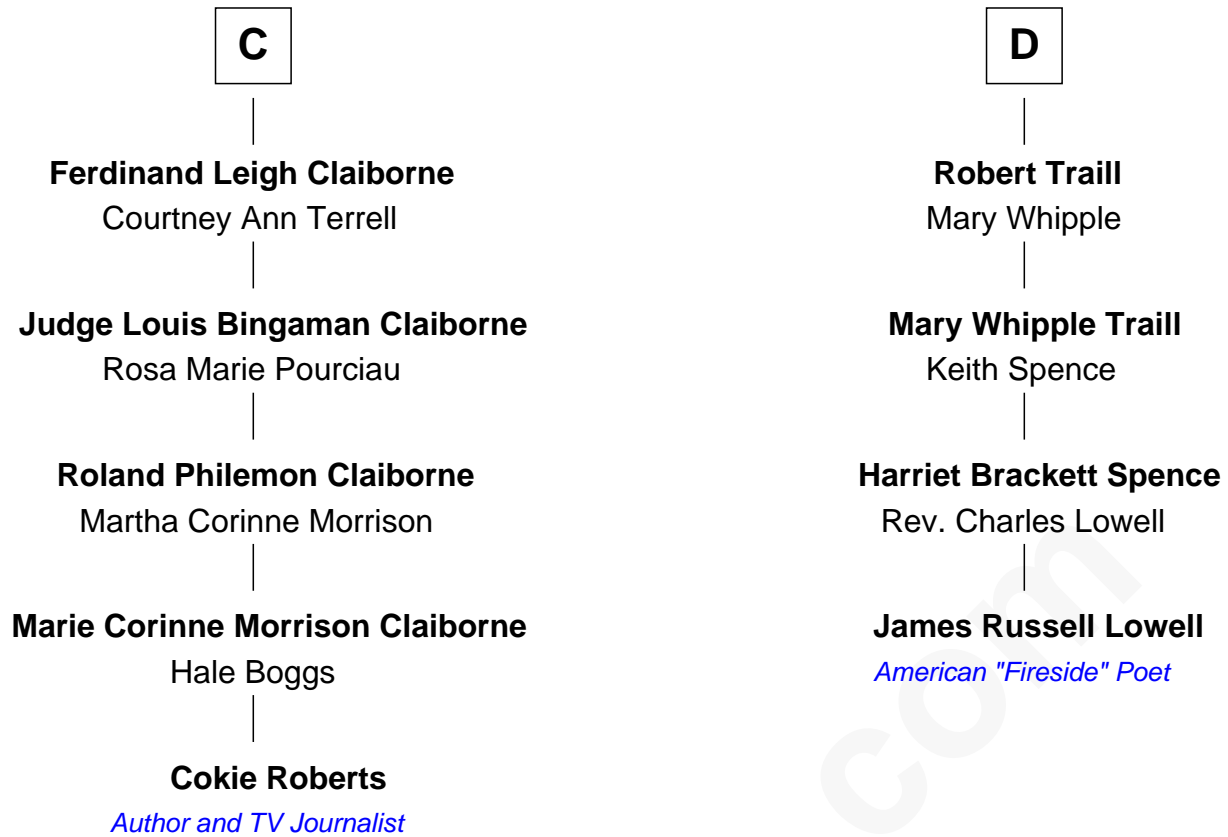 C
Ferdinand Leigh Claiborne
Courtney Ann Terrell
Judge Louis Bingaman Claiborne
Rosa Marie Pourciau
Roland Philemon Claiborne
Martha Corinne Morrison
Marie Corinne Morrison Claiborne
Hale Boggs
Cokie Roberts
Author and TV Journalist
D
Robert Traill
Mary Whipple
Mary Whipple Traill
Keith Spence
Harriet Brackett Spence
Rev. Charles Lowell
James Russell Lowell
American "Fireside" Poet
com